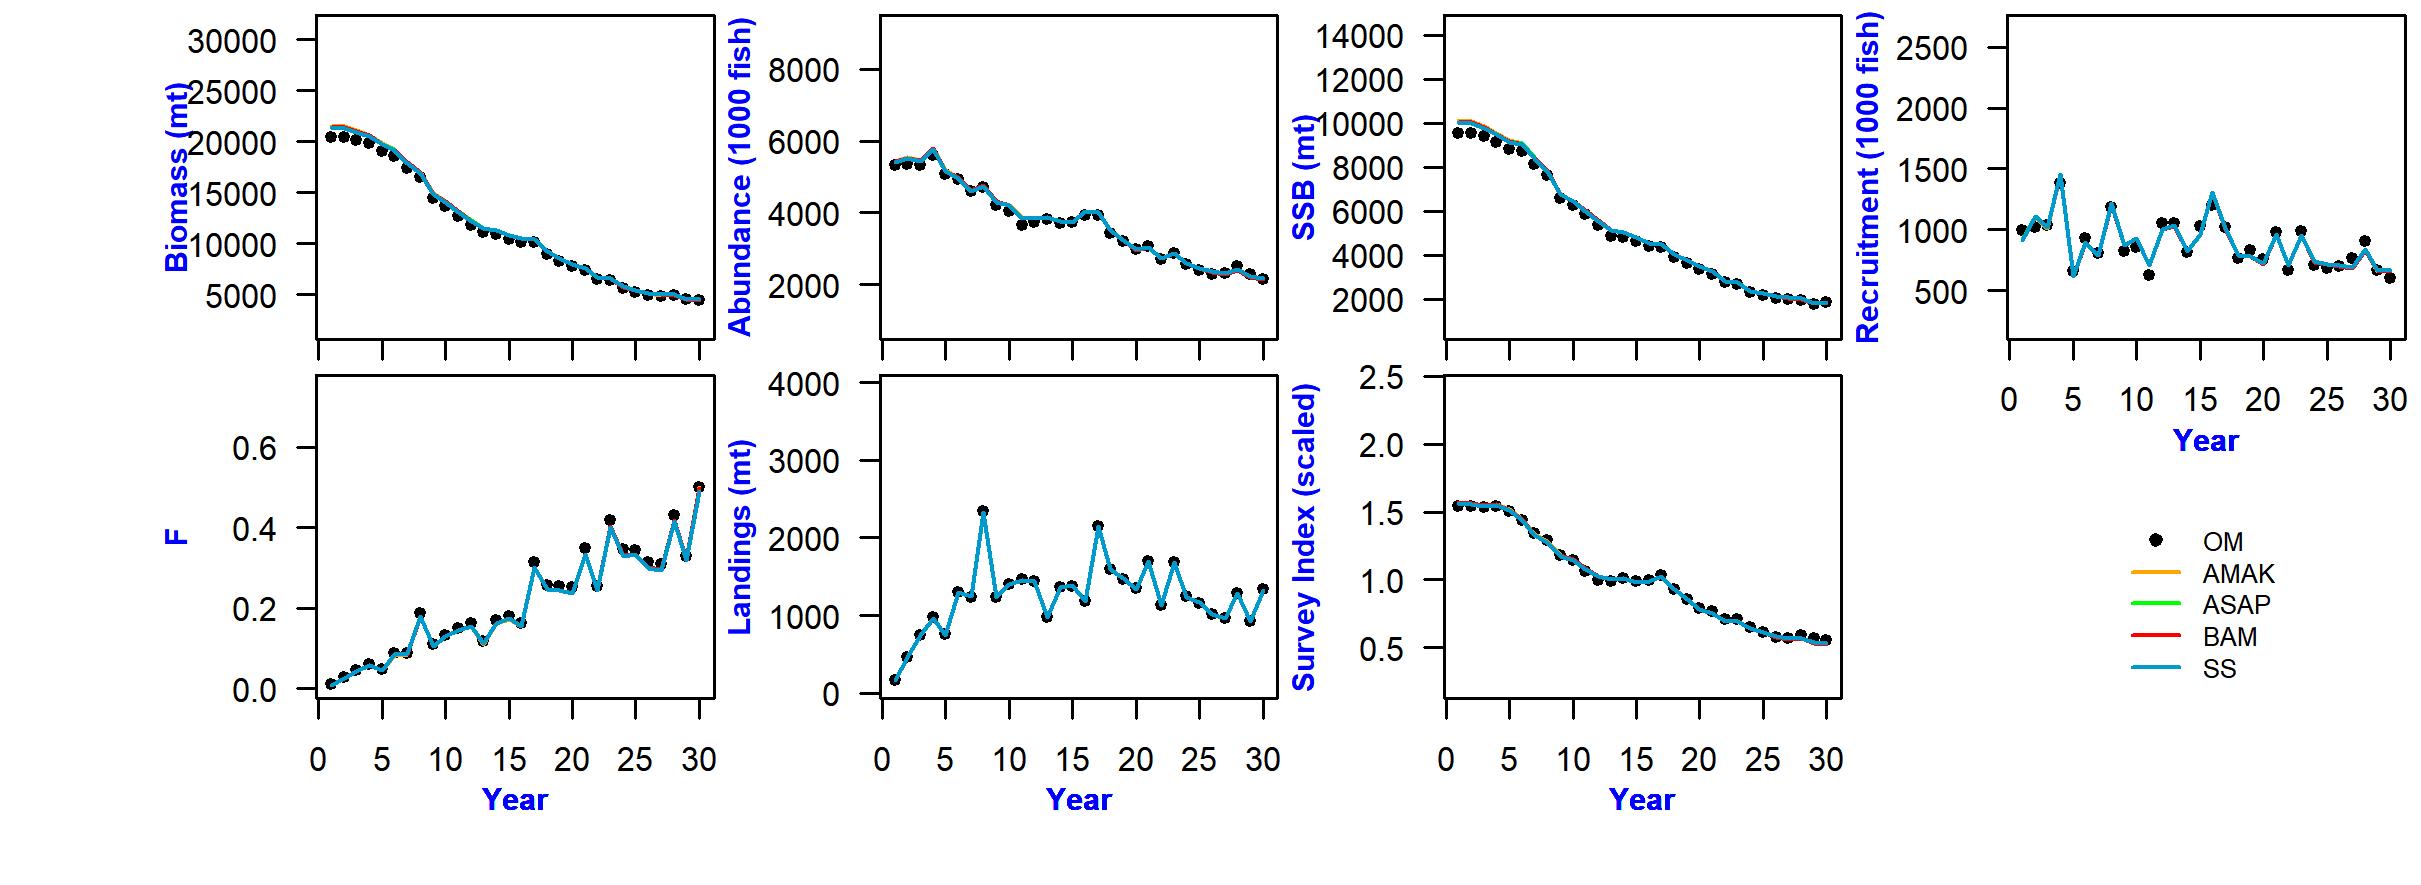 Biomass (mt)
30000
25000
20000
15000
10000
5000
Abundance (1000 fish)
8000
6000
4000
2000
SSB (mt)
14000
12000
10000
8000
6000
4000
2000
Recruitment (1000 fish)
2500
2000
1500
1000
500
0 5 10 15 20 25 30
Year
F
0.6
0.4
0.2
0.0
0 5 10 15 20 25 30
Year
Landings (mt)
4000
3000
2000
1000
0
0 5 10 15 20 25 30
Year
Survey Index (scaled)
2.5
2.0
1.5
1.0
0.5
0 5 10 15 20 25 30
Year
OM
AMAK
ASAP
BAM
SS